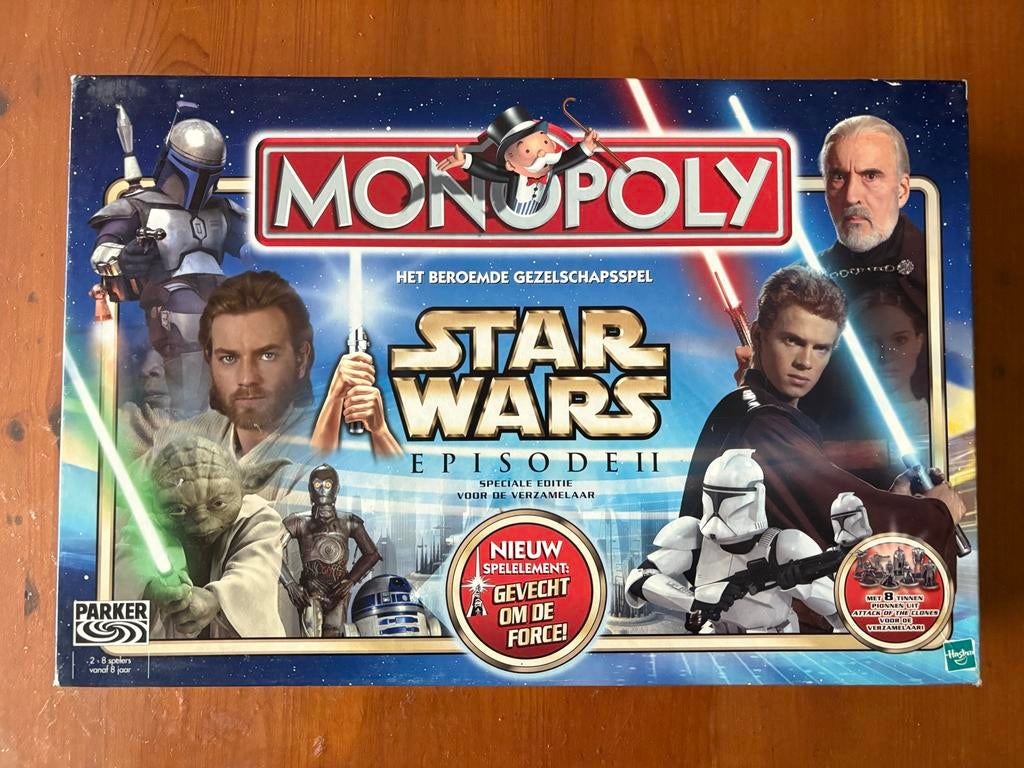 MONOPOLY
HET BEROEMDE GEZELSCHAPSSPEL
STAR
WARS
EPISODE II
SPECIALE EDITIE
VOOR DE VERZAMELAAR
NIEUW
SPELELEMENT:
GEVECHT
OM DE
FORCE!
MET 8 TINNEN
PIONNEN UIT
ATTACK OF THE CLONES
VOOR DE
VERZAMELAAR!
PARKER
2 - 8 spelers
vanaf 8 jaar
Hasbro